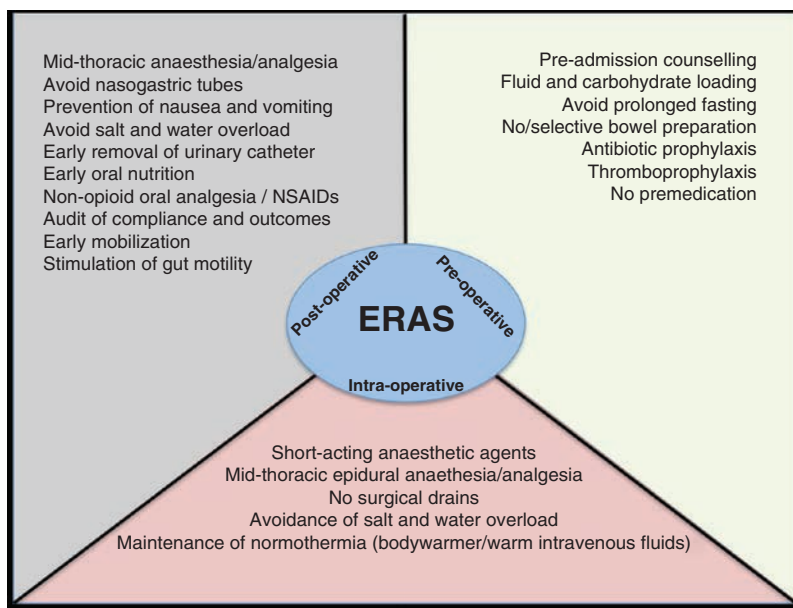 Mid-thoracic anaesthesia/analgesia
Avoid nasogastric tubes
Prevention of nausea and vomiting
Avoid salt and water overload
Early removal of urinary catheter
Early oral nutrition
Non-opioid oral analgesia / NSAIDs
Audit of compliance and outcomes
Early mobilization
Stimulation of gut motility
Pre-admission counselling
Fluid and carbohydrate loading
Avoid prolonged fasting
No/selective bowel preparation
Antibiotic prophylaxis
Thromboprophylaxis
No premedication
Post-operative
Pre-operative
ERAS
Intra-operative
Short-acting anaesthetic agents
Mid-thoracic epidural anaethesia/analgesia
No surgical drains
Avoidance of salt and water overload
Maintenance of normothermia (bodywarmer/warm intravenous fluids)